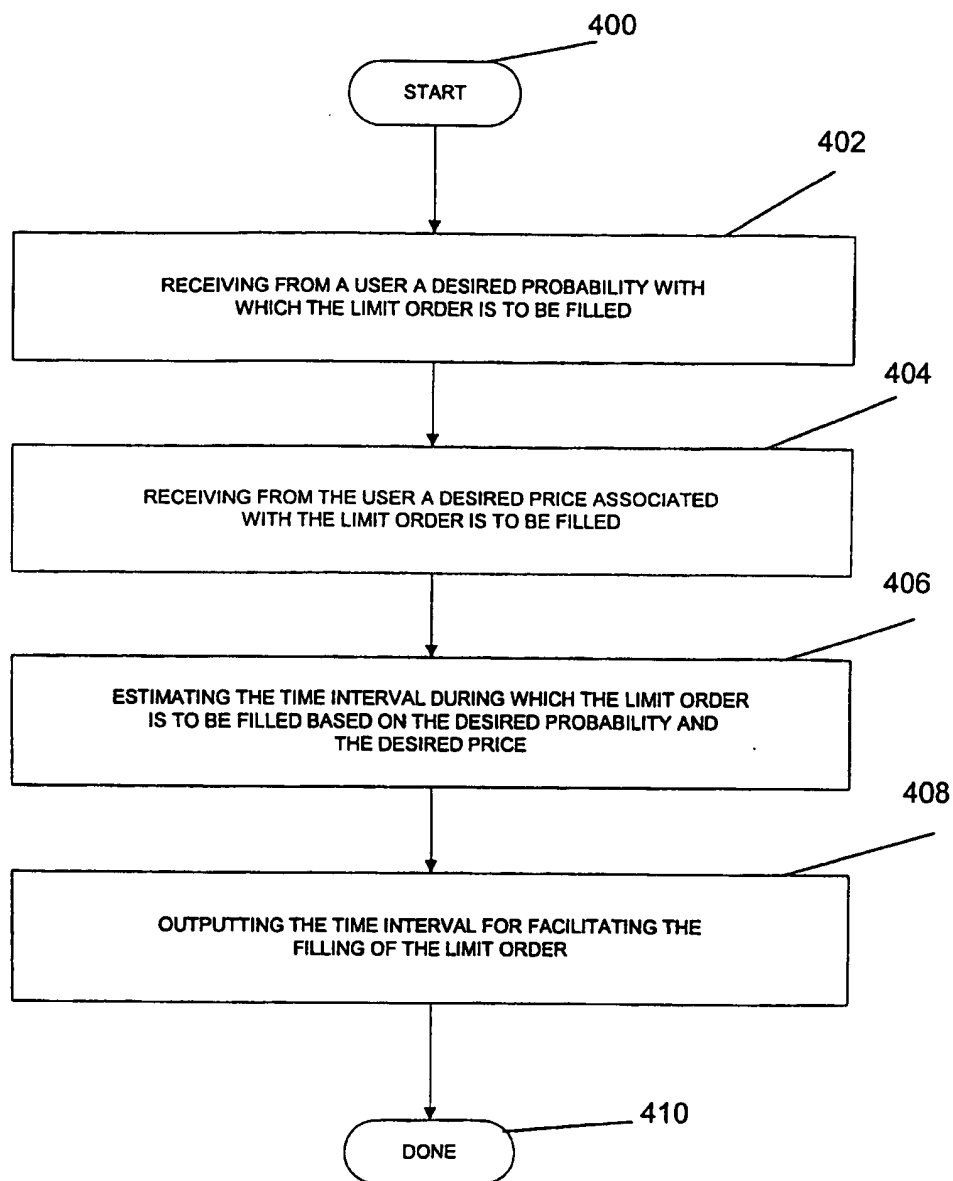 400
START
402
RECEIVING FROM A USER A DESIRED PROBABILITY WITH
WHICH THE LIMIT ORDER IS TO BE FILLED
404
RECEIVING FROM THE USER A DESIRED PRICE ASSOCIATED
WITH THE LIMIT ORDER IS TO BE FILLED
406
ESTIMATING THE TIME INTERVAL DURING WHICH THE LIMIT ORDER
IS TO BE FILLED BASED ON THE DESIRED PROBABILITY AND
THE DESIRED PRICE
408
OUTPUTTING THE TIME INTERVAL FOR FACILITATING THE
FILLING OF THE LIMIT ORDER
410
DONE